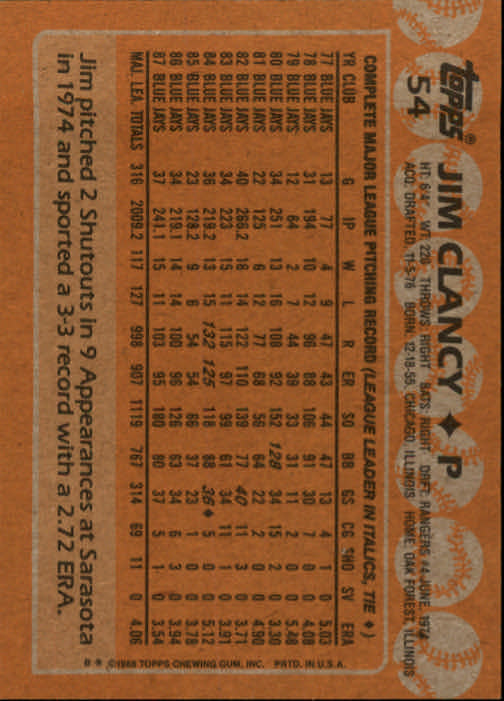 topps®
54
JIM CLANCY ♦ P
HT: 6'4" WT: 220 THROWS: RIGHT BATS: RIGHT DRFT: RANGERS #4-JUNE, 1974
ACQ: DRAFTED, 11-5-76 BORN: 12-18-55, CHICAGO, ILLINOIS HOME: OAK FOREST, ILLINOIS
COMPLETE MAJOR LEAGUE PITCHING RECORD (LEAGUE LEADER IN ITALICS, TIE ♦)
YR CLUB G IP W L R ER SO BB GS CG SHO SV ERA
77 BLUE JAYS 13 77 4 9 47 43 44 47 13 4 1 0 5.03
78 BLUE JAYS 31 194 10 12 96 88 106 91 30 7 0 0 4.08
79 BLUE JAYS 12 64 2 7 44 39 33 31 11 2 0 0 5.48
80 BLUE JAYS 34 251 13 16 108 92 152 128 34 15 2 0 3.30
81 BLUE JAYS 22 125 6 12 77 68 56 64 22 2 0 0 4.90
82 BLUE JAYS 40 266.2 16 14 122 110 139 77 40 11 3 0 3.71
83 BLUE JAYS 34 223 15 11 115 97 99 61 34 11 1 0 3.91
84 BLUE JAYS 36 219.2 13 15 132 125 118 88 36♦ 5 0 0 5.12
85 BLUE JAYS 23 128.2 9 6 54 54 66 37 23 1 0 0 3.78
86 BLUE JAYS 34 219.1 14 14 100 96 126 63 34 6 3 0 3.94
87 BLUE JAYS 37 241.1 15 11 103 95 180 80 37 5 1 0 3.54
MAJ. LEA. TOTALS 316 2009.2 117 127 998 907 1119 767 314 69 11 0 4.06
B * ©1988 TOPPS CHEWING GUM, INC. PRTD. IN U.S.A.
Jim pitched 2 Shutouts in 9 Appearances at Sarasota
in 1974 and sported a 3-3 record with a 2.72 ERA.